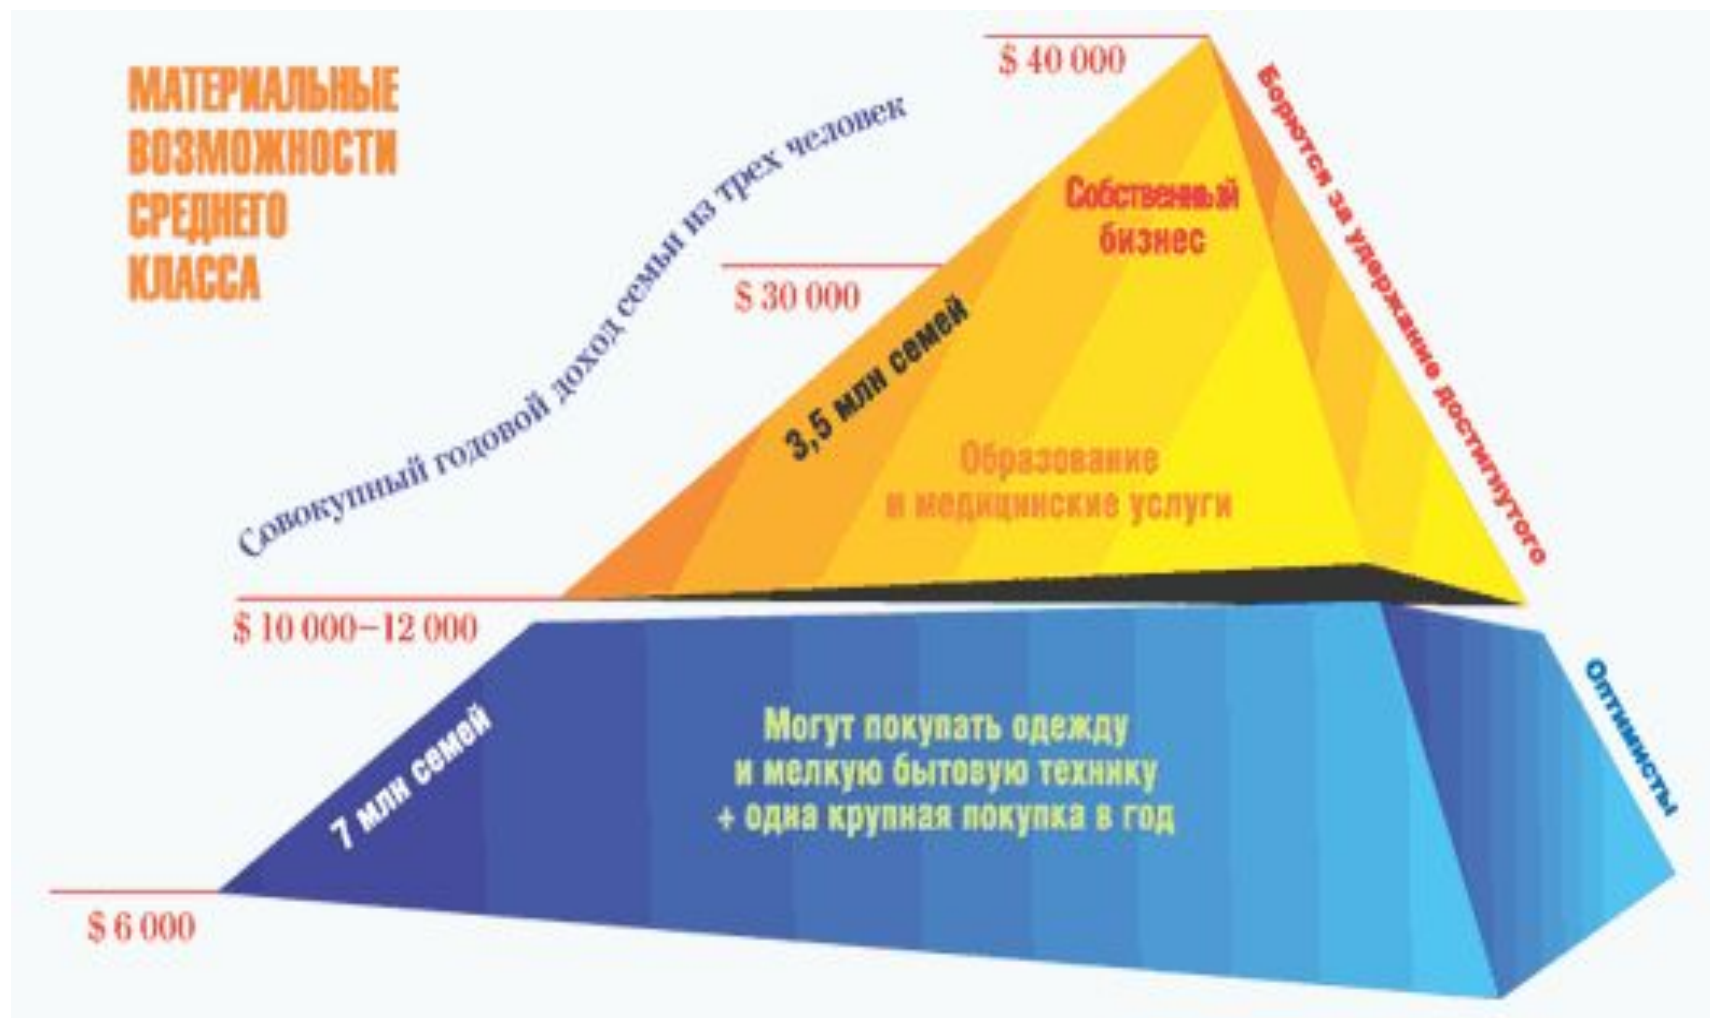 МАТЕРИАЛЬНЫЕ
ВОЗМОЖНОСТИ
СРЕДНЕГО
КЛАССА
Совокупный годовой доход семьи из трех человек
$ 40 000
$ 30 000
$ 10 000–12 000
$ 6 000
Собственный
бизнес
3,5 млн семей
Образование
и медицинские услуги
Борются за удержание достигнутого
7 млн семей
Могут покупать одежду
и мелкую бытовую технику
+ одна крупная покупка в год
Оптимисты